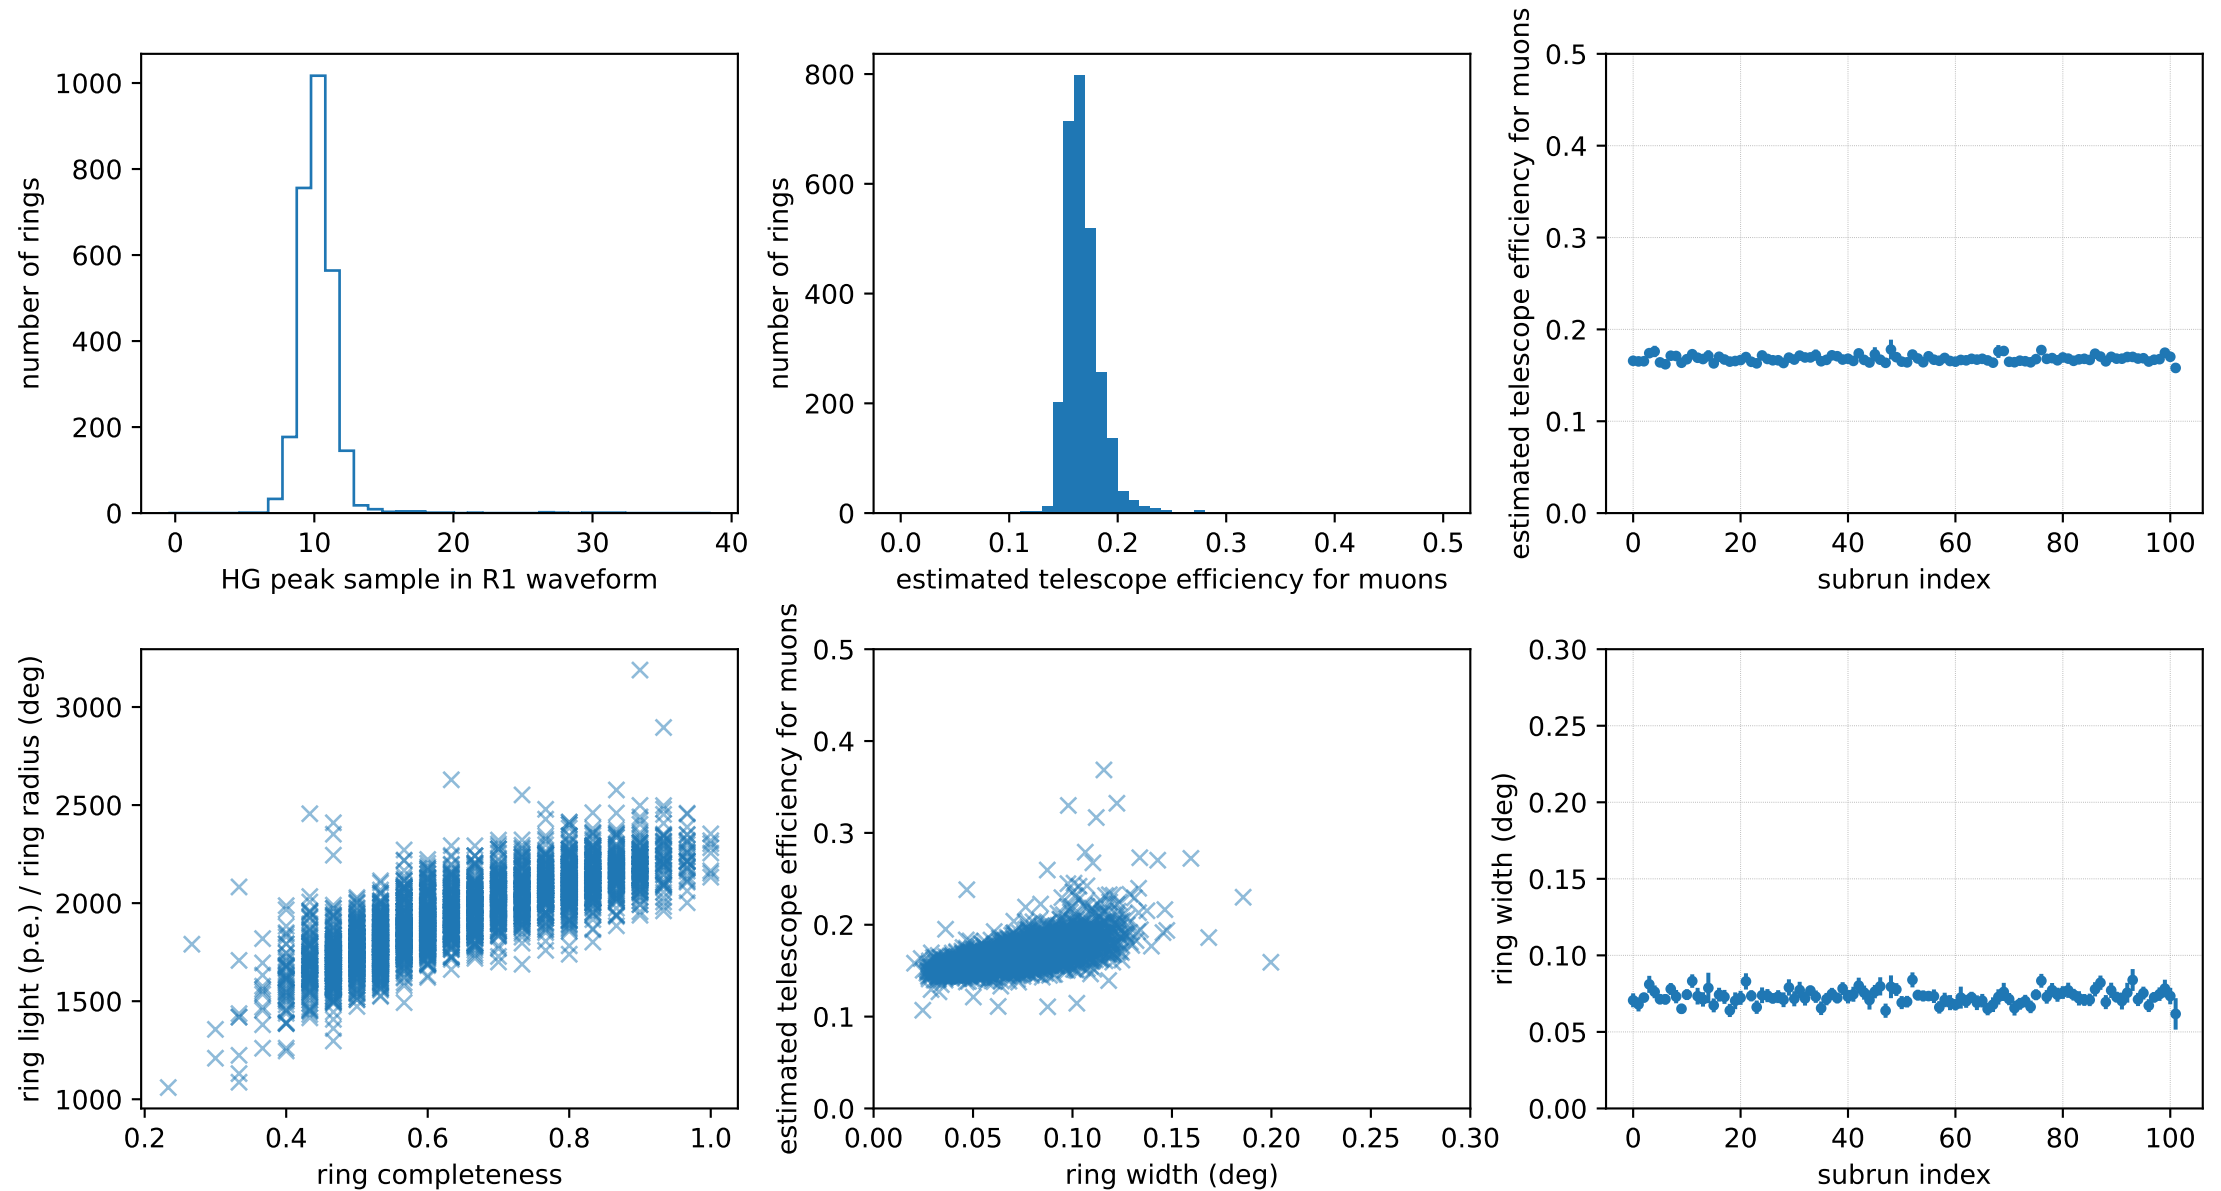 number of rings
1000
800
600
400
200
0
0 10 20 30 40
HG peak sample in R1 waveform
number of rings
800
600
400
200
0
0.0 0.1 0.2 0.3 0.4 0.5
estimated telescope efficiency for muons
estimated telescope efficiency for muons
0.5
0.4
0.3
0.2
0.1
0.0
0 20 40 60 80 100
subrun index
ring light (p.e.) / ring radius (deg)
3000
2500
2000
1500
1000
0.2 0.4 0.6 0.8 1.0
ring completeness
estimated telescope efficiency for muons
0.5
0.4
0.3
0.2
0.1
0.0
0.00 0.05 0.10 0.15 0.20 0.25 0.30
ring width (deg)
ring width (deg)
0.30
0.25
0.20
0.15
0.10
0.05
0.00
0 20 40 60 80 100
subrun index